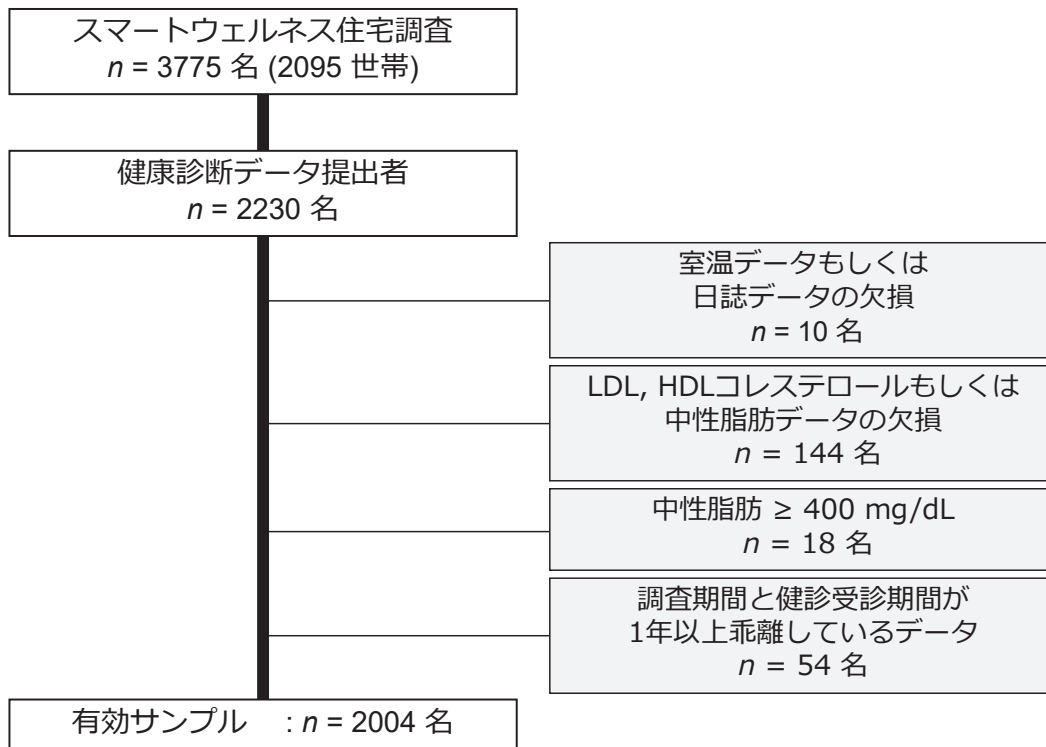 スマートウェルネス住宅調査
n = 3775 名 (2095 世帯)
健康診断データ提出者
n = 2230 名
室温データもしくは
日誌データの欠損
n = 10 名
LDL, HDLコレステロールもしくは
中性脂肪データの欠損
n = 144 名
中性脂肪 ≥ 400 mg/dL
n = 18 名
調査期間と健診受診期間が
1年以上乖離しているデータ
n = 54 名
有効サンプル : n = 2004 名